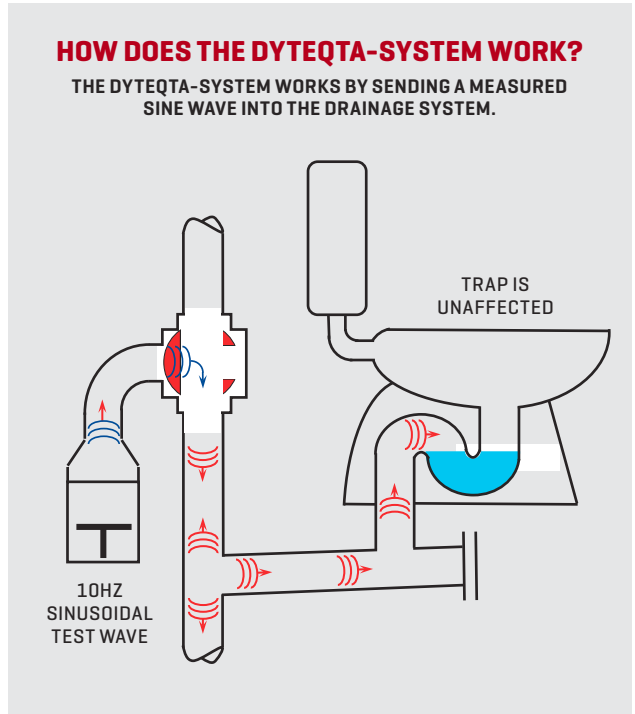 HOW DOES THE DYTEQTA-SYSTEM WORK?
THE DYTEQTA-SYSTEM WORKS BY SENDING A MEASURED
SINE WAVE INTO THE DRAINAGE SYSTEM.
TRAP IS
UNAFFECTED
10HZ
SINUSOIDAL
TEST WAVE